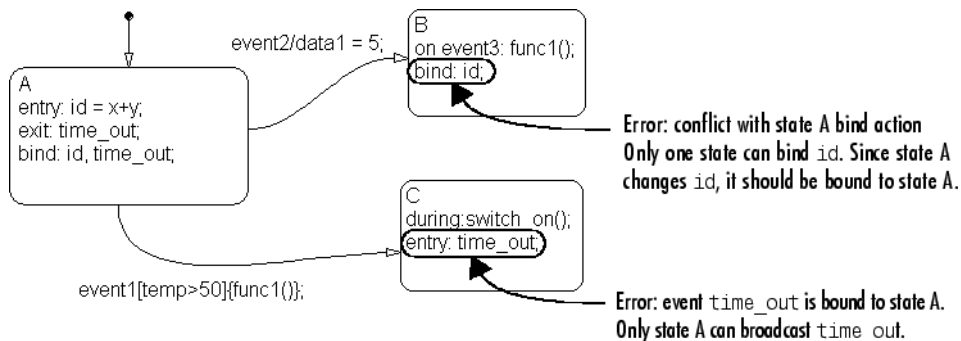 event2/data1 = 5;
A
entry: id = x+y;
exit: time_out;
bind: id, time_out;
B
on event3: func1();
bind: id;
Error: conflict with state A bind action
Only one state can bind id. Since state A
changes id, it should be bound to state A.
C
during:switch_on();
entry: time_out;
event1[temp>50]{func1()};
Error: event time_out is bound to state A.
Only state A can broadcast time_out.